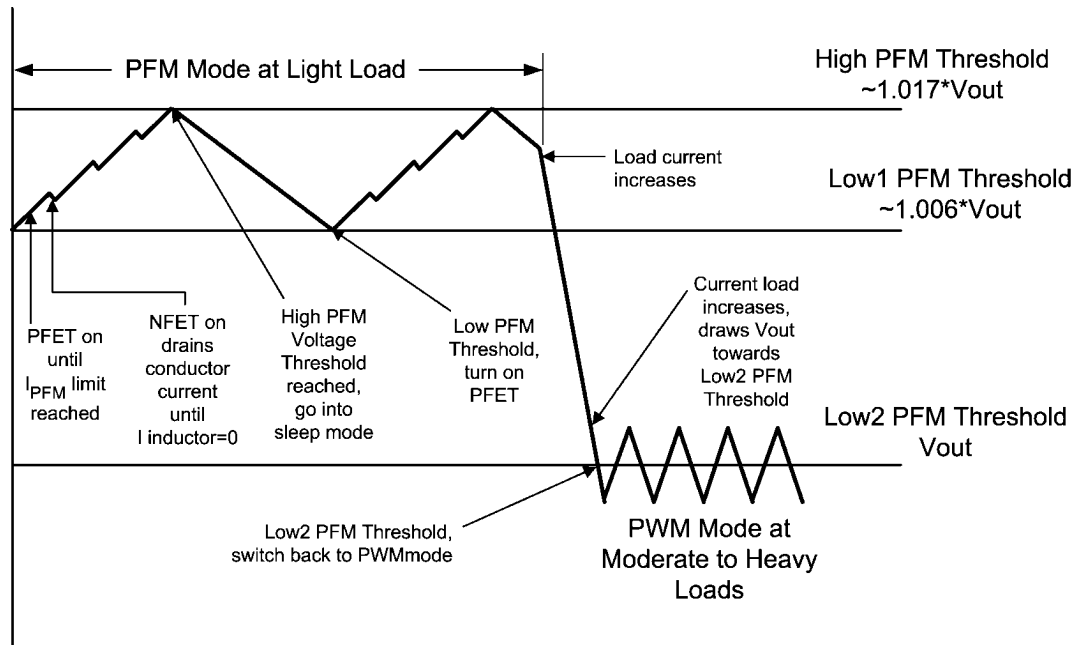 PFM Mode at Light Load
High PFM Threshold
~1.017*Vout
Load current
increases
Low1 PFM Threshold
~1.006*Vout
PFET on
until
IPFM limit
reached
NFET on
drains
conductor
current
until
I inductor=0
High PFM
Voltage
Threshold
reached,
go into
sleep mode
Low PFM
Threshold,
turn on
PFET
Current load
increases,
draws Vout
towards
Low2 PFM
Threshold
Low2 PFM Threshold
Vout
Low2 PFM Threshold,
switch back to PWMmode
PWM Mode at
Moderate to Heavy
Loads